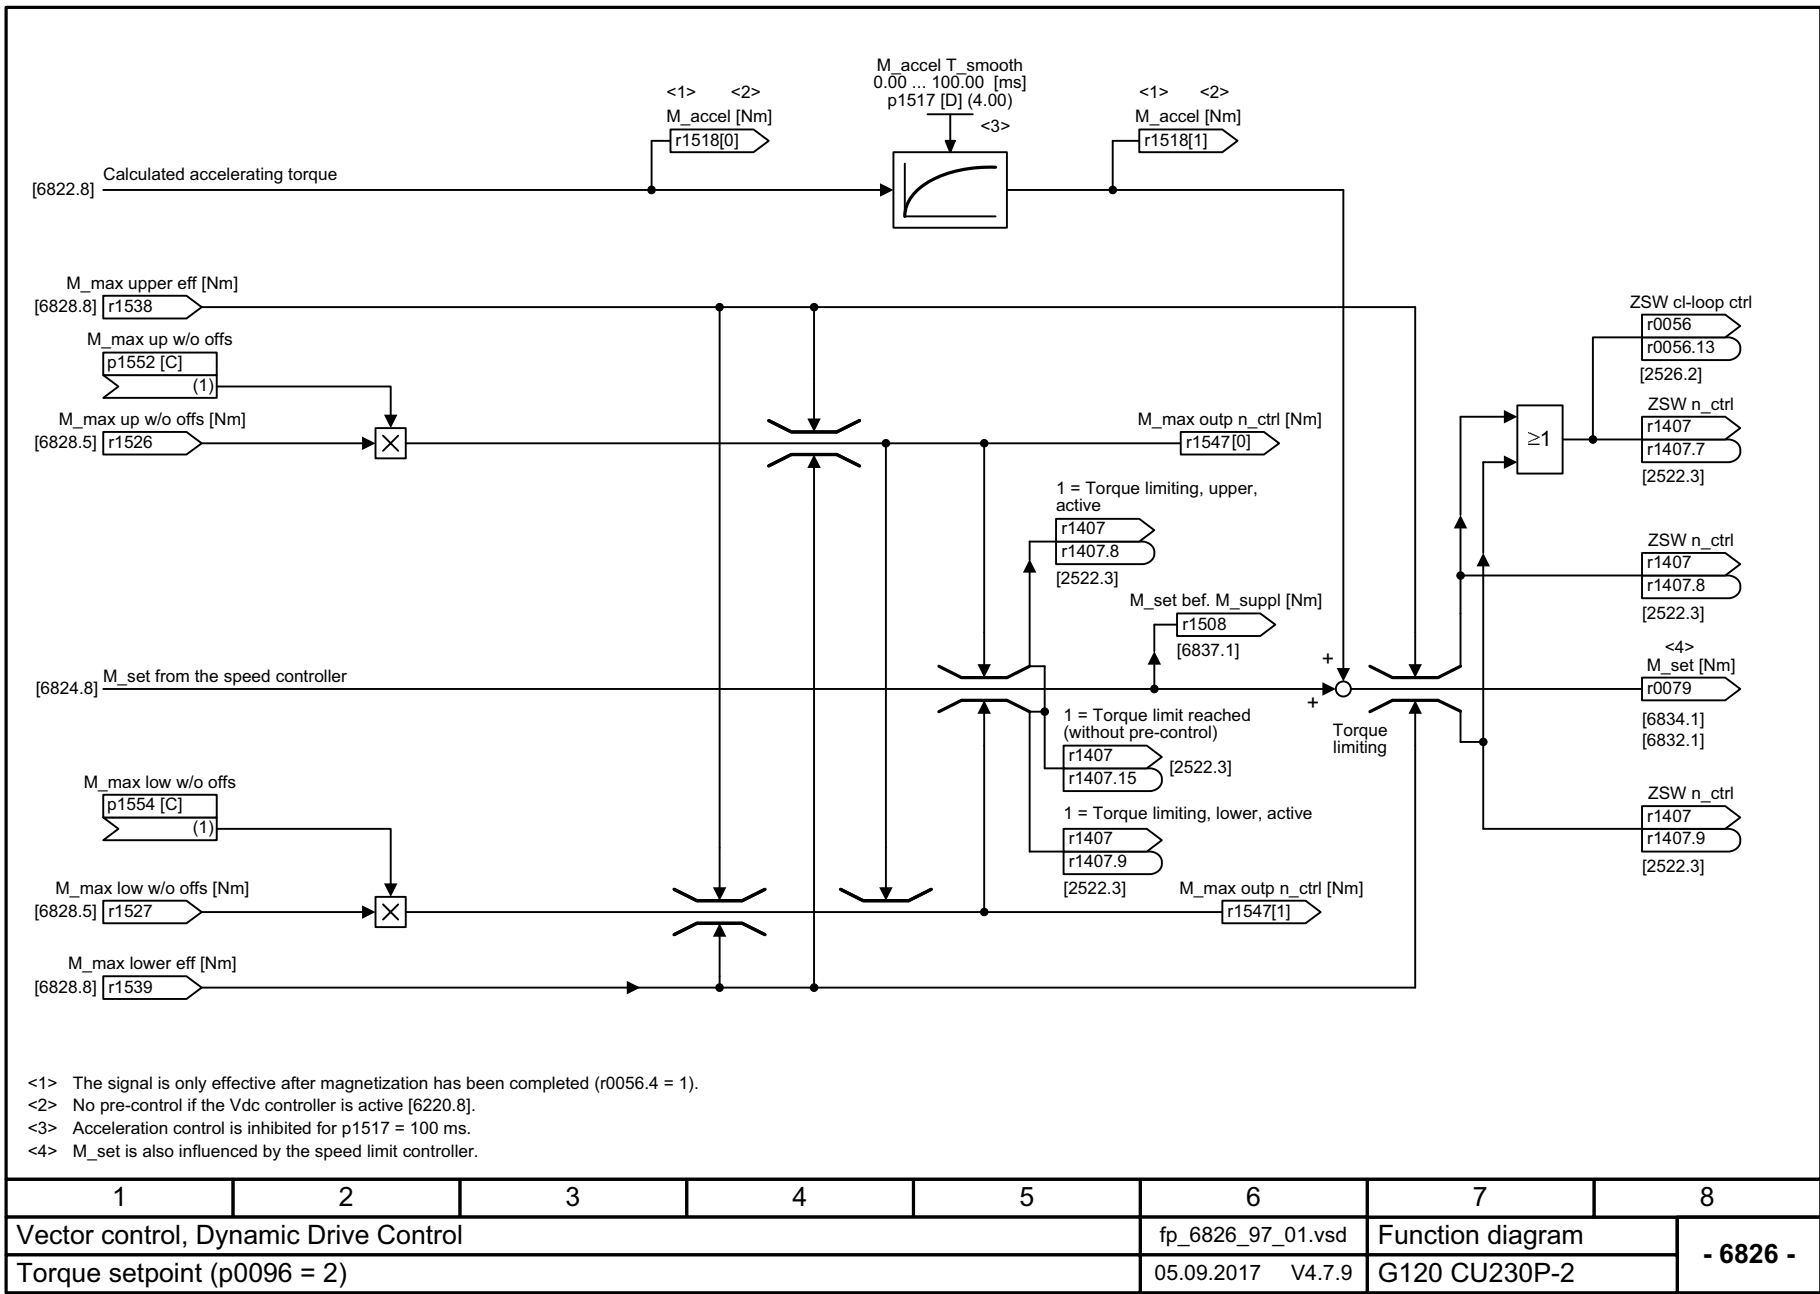 M_accel T_smooth
0.00 ... 100.00 [ms]
p1517 [D] (4.00)
<3>
<1> <2>
M_accel [Nm]
r1518[0]
<1> <2>
M_accel [Nm]
r1518[1]
[6822.8] Calculated accelerating torque
M_max upper eff [Nm]
[6828.8] r1538
M_max up w/o offs
p1552 [C]
(1)
M_max up w/o offs [Nm]
[6828.5] r1526
M_max outp n_ctrl [Nm]
r1547[0]
ZSW cl-loop ctrl
r0056
r0056.13
[2526.2]
≥1
ZSW n_ctrl
r1407
r1407.7
[2522.3]
1 = Torque limiting, upper,
active
r1407
r1407.8
[2522.3]
ZSW n_ctrl
r1407
r1407.8
[2522.3]
M_set bef. M_suppl [Nm]
r1508
[6837.1]
[6824.8] M_set from the speed controller
+
+
Torque
limiting
<4>
M_set [Nm]
r0079
[6834.1]
[6832.1]
1 = Torque limit reached
(without pre-control)
r1407
r1407.15
[2522.3]
M_max low w/o offs
p1554 [C]
(1)
1 = Torque limiting, lower, active
r1407
r1407.9
[2522.3]
ZSW n_ctrl
r1407
r1407.9
[2522.3]
M_max low w/o offs [Nm]
[6828.5] r1527
M_max outp n_ctrl [Nm]
r1547[1]
M_max lower eff [Nm]
[6828.8] r1539
<1> The signal is only effective after magnetization has been completed (r0056.4 = 1).
<2> No pre-control if the Vdc controller is active [6220.8].
<3> Acceleration control is inhibited for p1517 = 100 ms.
<4> M_set is also influenced by the speed limit controller.
1 2 3 4 5 6 7 8
Vector control, Dynamic Drive Control
fp_6826_97_01.vsd
Function diagram
- 6826 -
Torque setpoint (p0096 = 2)
05.09.2017 V4.7.9
G120 CU230P-2